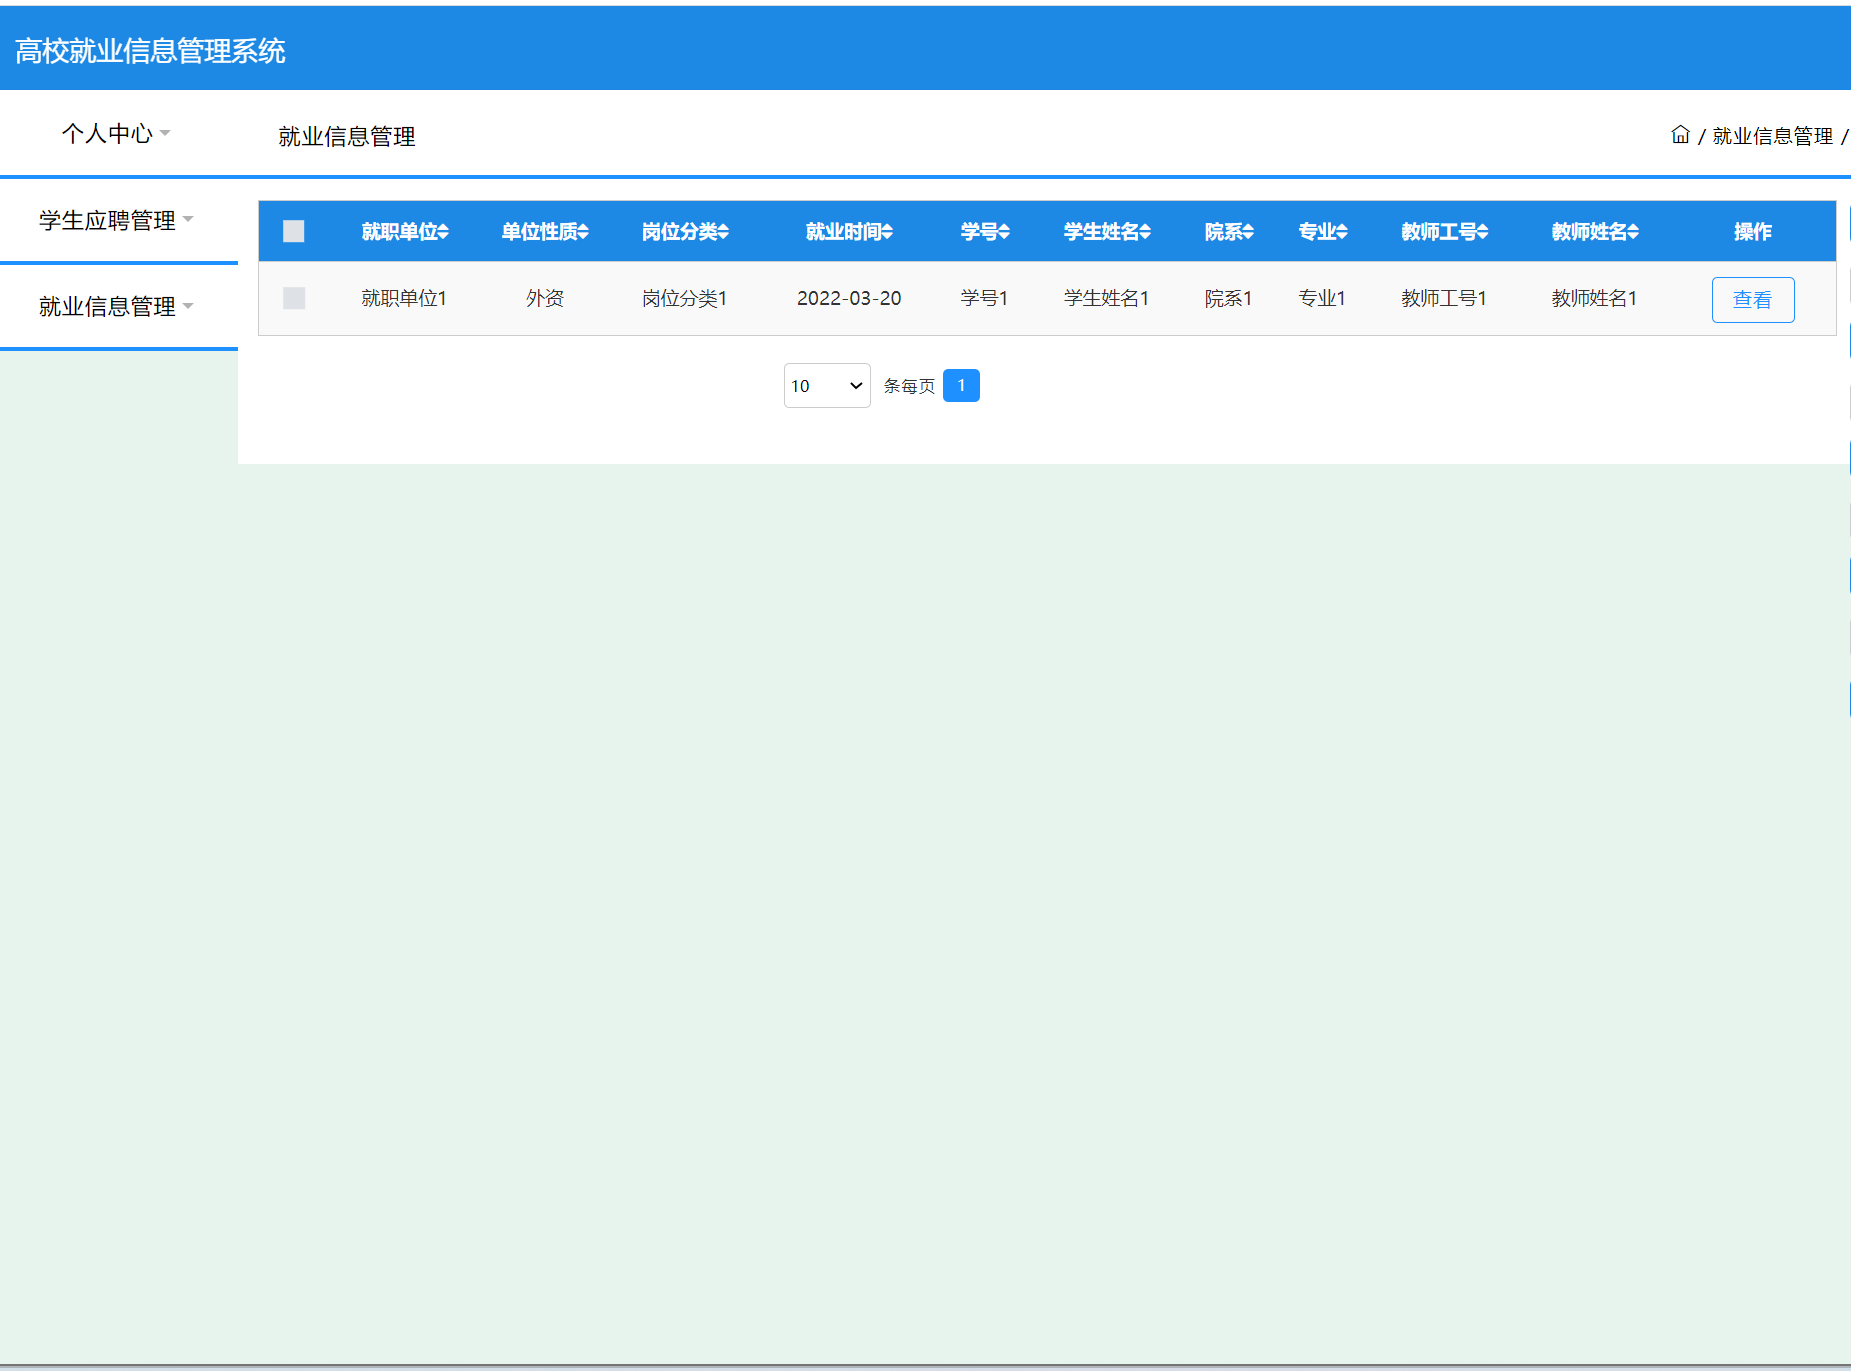 高校就业信息管理系统
个人中心
就业信息管理
/ 就业信息管理 /
学生应聘管理
就业信息管理
就职单位 单位性质 岗位分类 就业时间 学号 学生姓名 院系 专业 教师工号 教师姓名 操作
就职单位1 外资 岗位分类1 2022-03-20 学号1 学生姓名1 院系1 专业1 教师工号1 教师姓名1 查看
10 条每页 1